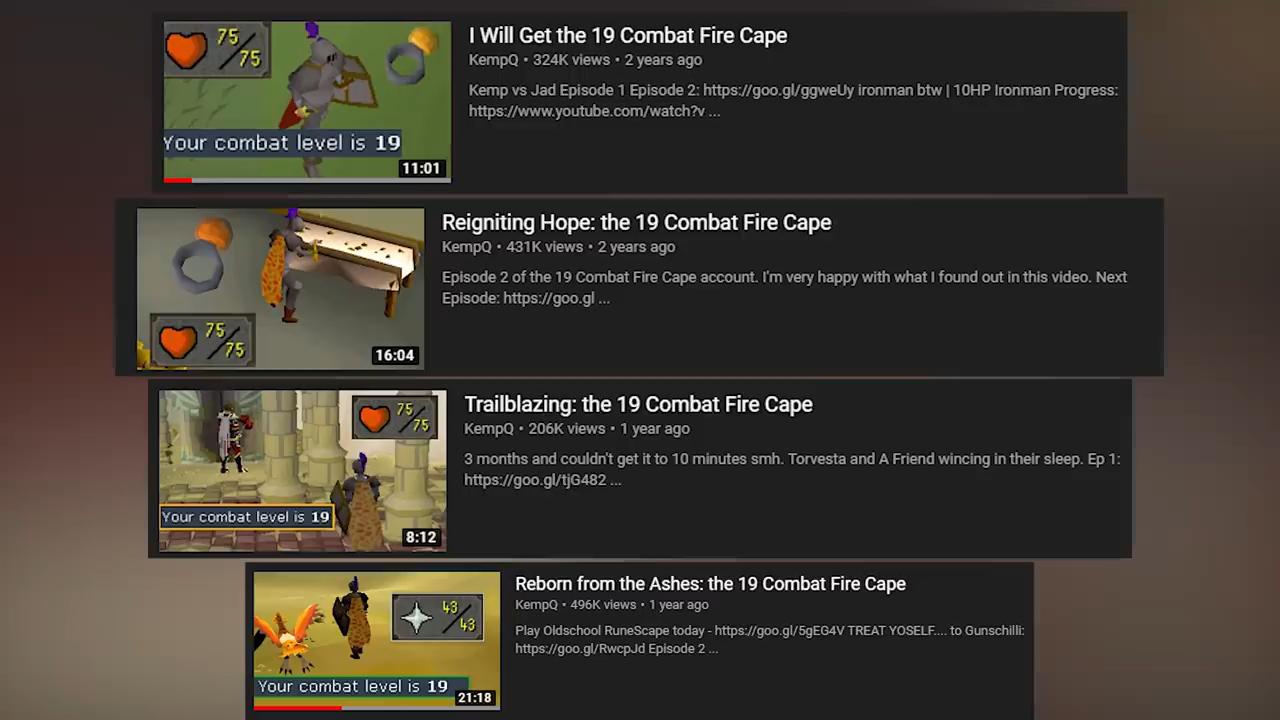 75/75
Your combat level is 19
11:01
I Will Get the 19 Combat Fire Cape
KempQ • 324K views • 2 years ago
Kemp vs Jad Episode 1 Episode 2: https://goo.gl/ggweUy ironman btw | 10HP Ironman Progress:
https://www.youtube.com/watch?v ...
75/75
16:04
Reigniting Hope: the 19 Combat Fire Cape
KempQ • 431K views • 2 years ago
Episode 2 of the 19 Combat Fire Cape account. I'm very happy with what I found out in this video. Next
Episode: https://goo.gl ...
75/75
Your combat level is 19
8:12
Trailblazing: the 19 Combat Fire Cape
KempQ • 206K views • 1 year ago
3 months and couldn't get it to 10 minutes smh. Torvesta and A Friend wincing in their sleep. Ep 1:
https://goo.gl/tjG482 ...
43/43
Your combat level is 19
21:18
Reborn from the Ashes: the 19 Combat Fire Cape
KempQ • 496K views • 1 year ago
Play Oldschool RuneScape today - https://goo.gl/5gEG4V TREAT YOSELF.... to Gunschilli:
https://goo.gl/RwcpJd Episode 2 ...